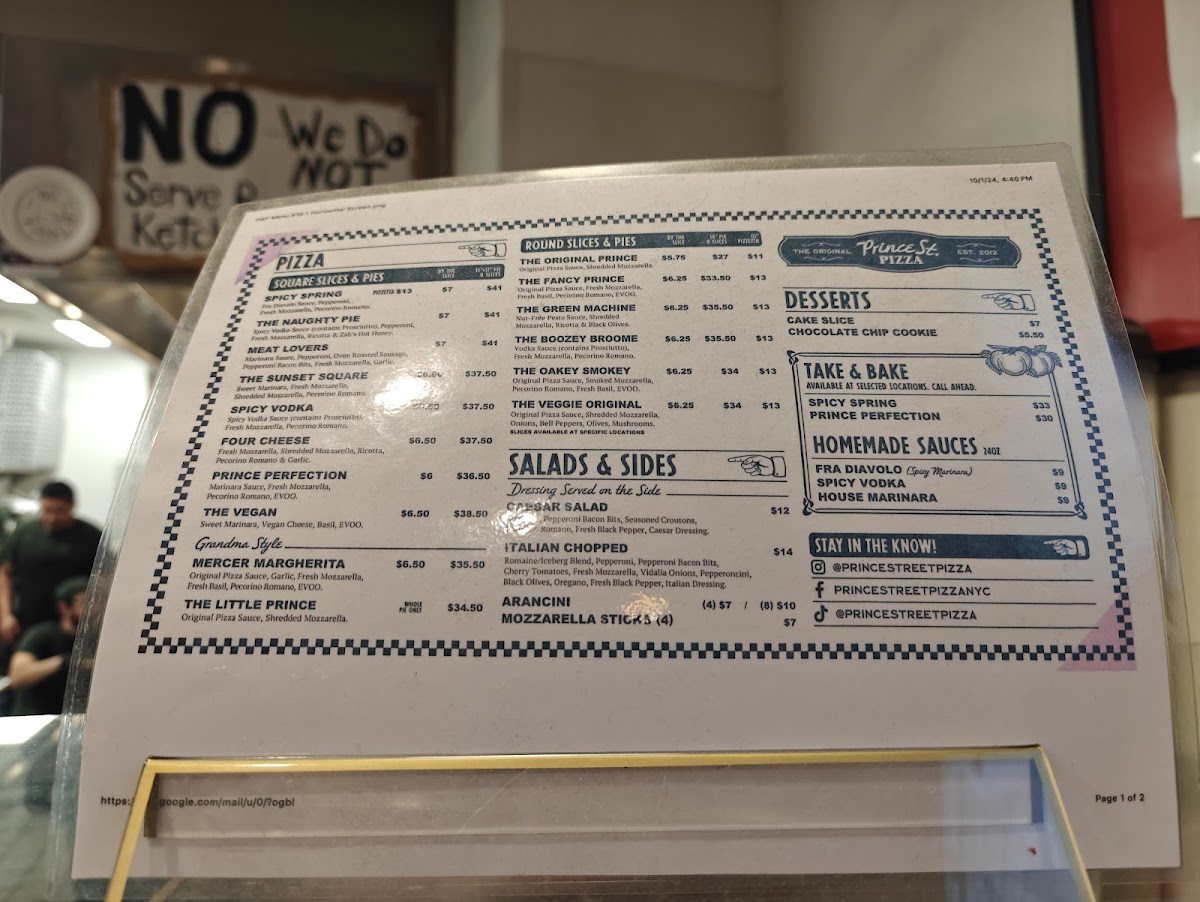 NO We Do
NOT
Serve
10/1/24, 4:40 PM
PIZZA
SQUARE SLICES & PIES BY THE SLICE 12"X12" PIE 8 SLICES
SPICY SPRING PIZZETTA $13 $7 $41
Fra Diavolo Sauce, Pepperoni,
Fresh Mozzarella, Pecorino Romano.
THE NAUGHTY PIE $7 $41
Spicy Vodka Sauce (contains Prosciutto), Pepperoni,
Fresh Mozzarella, Ricotta & Zab's Hot Honey.
MEAT LOVERS $7 $41
Marinara Sauce, Pepperoni, Oven Roasted Sausage,
Pepperoni Bacon Bits, Fresh Mozzarella, Garlic.
THE SUNSET SQUARE $6.50 $37.50
Sweet Marinara, Fresh Mozzarella,
Shredded Mozzarella, Pecorino Romano.
SPICY VODKA $6.50 $37.50
Spicy Vodka Sauce (contains Prosciutto),
Fresh Mozzarella, Pecorino Romano.
FOUR CHEESE $6.50 $37.50
Fresh Mozzarella, Shredded Mozzarella, Ricotta,
Pecorino Romano & Garlic.
PRINCE PERFECTION $6 $36.50
Marinara Sauce, Fresh Mozzarella,
Pecorino Romano, EVOO.
THE VEGAN $6.50 $38.50
Sweet Marinara, Vegan Cheese, Basil, EVOO.
Grandma Style
MERCER MARGHERITA $6.50 $35.50
Original Pizza Sauce, Garlic, Fresh Mozzarella,
Fresh Basil, Pecorino Romano, EVOO.
THE LITTLE PRINCE WHOLE PIE ONLY $34.50
Original Pizza Sauce, Shredded Mozzarella.
ROUND SLICES & PIES BY THE SLICE 18" PIE 8 SLICES 10" PIZZETTA
THE ORIGINAL PRINCE $5.75 $27 $11
Original Pizza Sauce, Shredded Mozzarella.
THE FANCY PRINCE $6.25 $33.50 $13
Original Pizza Sauce, Fresh Mozzarella,
Fresh Basil, Pecorino Romano, EVOO.
THE GREEN MACHINE $6.25 $35.50 $13
Nut-Free Pesto Sauce, Shredded
Mozzarella, Ricotta & Black Olives.
THE BOOZEY BROOME $6.25 $35.50 $13
Vodka Sauce (contains Prosciutto),
Fresh Mozzarella, Pecorino Romano.
THE OAKEY SMOKEY $6.25 $34 $13
Original Pizza Sauce, Smoked Mozzarella,
Pecorino Romano, Fresh Basil, EVOO.
THE VEGGIE ORIGINAL $6.25 $34 $13
Original Pizza Sauce, Shredded Mozzarella,
Onions, Bell Peppers, Olives, Mushrooms.
SLICES AVAILABLE AT SPECIFIC LOCATIONS
SALADS & SIDES
Dressing Served on the Side
CAESAR SALAD $12
Pepperoni Bacon Bits, Seasoned Croutons,
Romano, Fresh Black Pepper, Caesar Dressing.
ITALIAN CHOPPED $14
Romaine/Iceberg Blend, Pepperoni, Pepperoni Bacon Bits,
Cherry Tomatoes, Fresh Mozzarella, Vidalia Onions, Pepperoncini,
Black Olives, Oregano, Fresh Black Pepper, Italian Dressing.
ARANCINI (4) $7 / (8) $10
MOZZARELLA STICKS (4) $7
THE ORIGINAL Prince St. PIZZA EST. 2012
DESSERTS
CAKE SLICE $7
CHOCOLATE CHIP COOKIE $5.50
TAKE & BAKE
AVAILABLE AT SELECTED LOCATIONS. CALL AHEAD.
SPICY SPRING $33
PRINCE PERFECTION $30
HOMEMADE SAUCES 24OZ
FRA DIAVOLO (Spicy Marinara) $9
SPICY VODKA $9
HOUSE MARINARA $9
STAY IN THE KNOW!
@PRINCESTREETPIZZA
PRINCESTREETPIZZANYC
@PRINCESTREETPIZZA
https: google.com/mail/u/0/?ogbl
Page 1 of 2